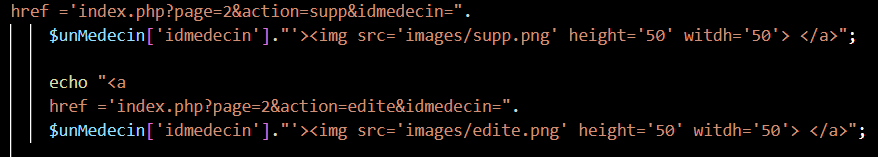 href ='index.php?page=2&action=supp&idmedecin=".
$unMedecin['idmedecin']."'><img src='images/supp.png' height='50' witdh='50'> </a>";
echo "<a
href ='index.php?page=2&action=edite&idmedecin=".
$unMedecin['idmedecin']."'><img src='images/edite.png' height='50' witdh='50'> </a>";